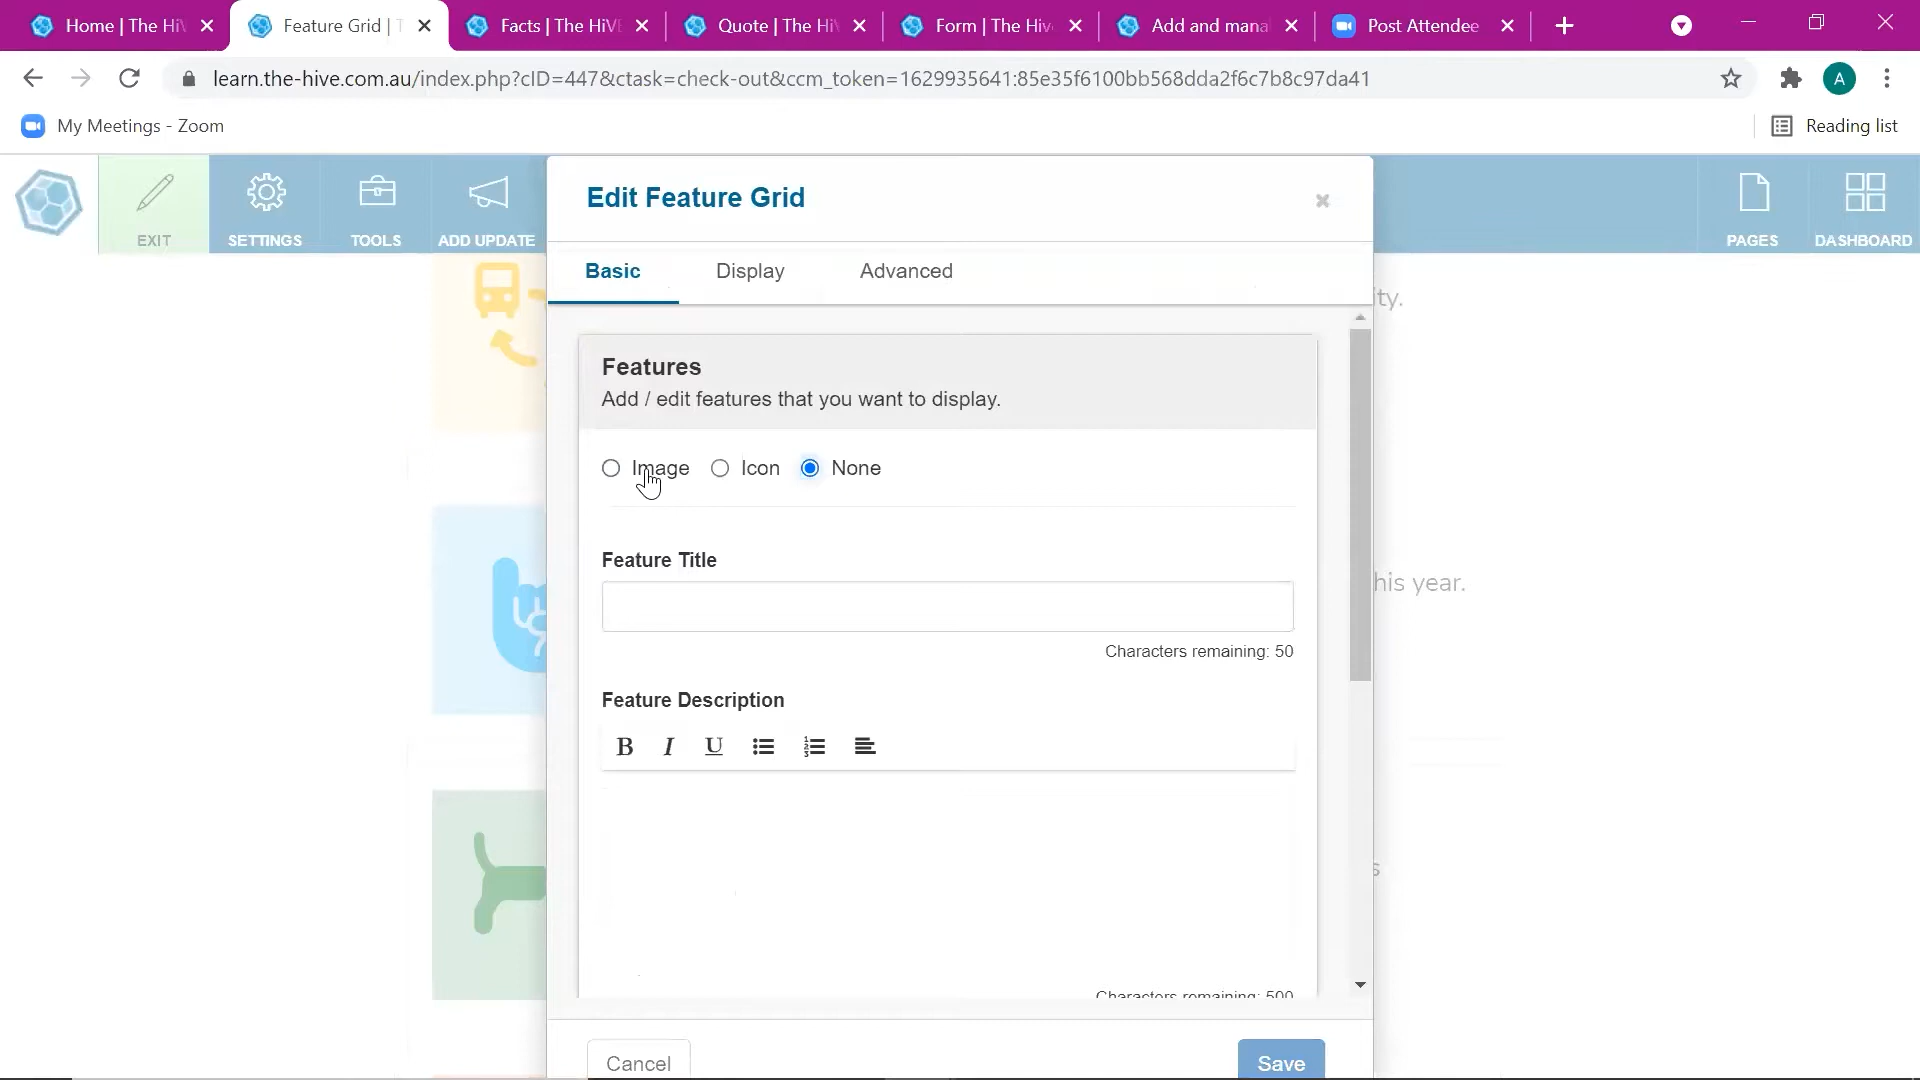 Home | The Hi
Feature Grid | T
Facts | The HiVE
Quote | The Hi
Form | The Hiv
Add and mana
Post Attendee
learn.the-hive.com.au/index.php?cID=447&ctask=check-out&ccm_token=1629935641:85e35f6100bb568dda2f6c7b8c97da41
A
My Meetings - Zoom
Reading list
EXIT
SETTINGS
TOOLS
ADD UPDATE
PAGES
DASHBOARD
Edit Feature Grid
Basic
Display
Advanced
ity.
Features
Add / edit features that you want to display.
Image
Icon
None
Feature Title
his year.
Characters remaining: 50
Feature Description
B I U
s
Characters remaining: 500
Cancel
Save